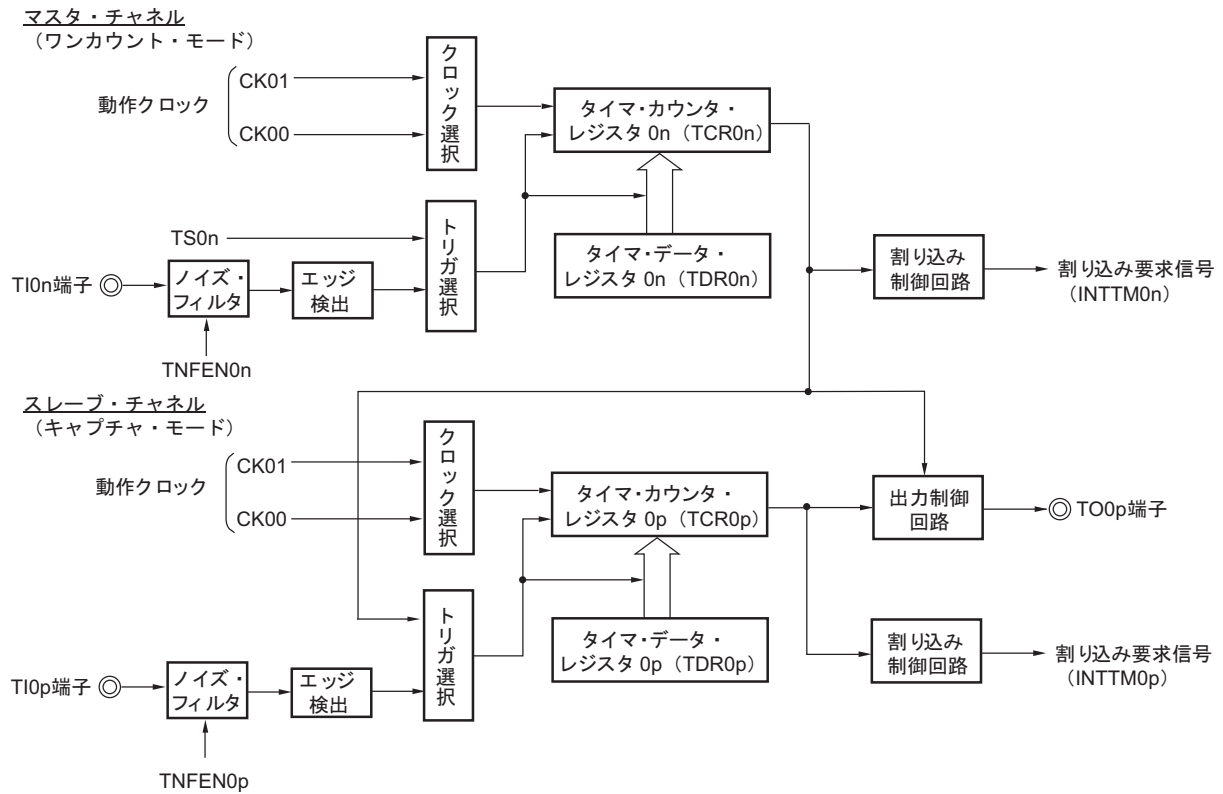 マスタ・チャネル
（ワンカウント・モード）
動作クロック
CK01
CK00
クロック選択
タイマ・カウンタ・
レジスタ 0n（TCR0n）
TS0n
トリガ選択
タイマ・データ・
レジスタ 0n（TDR0n）
TI0n端子
ノイズ・
フィルタ
エッジ
検出
TNFEN0n
割り込み
制御回路
割り込み要求信号
（INTTM0n）
スレーブ・チャネル
（キャプチャ・モード）
動作クロック
CK01
CK00
クロック選択
タイマ・カウンタ・
レジスタ 0p（TCR0p）
出力制御
回路
TO0p端子
トリガ選択
タイマ・データ・
レジスタ 0p（TDR0p）
割り込み
制御回路
割り込み要求信号
（INTTM0p）
TI0p端子
ノイズ・
フィルタ
エッジ
検出
TNFEN0p